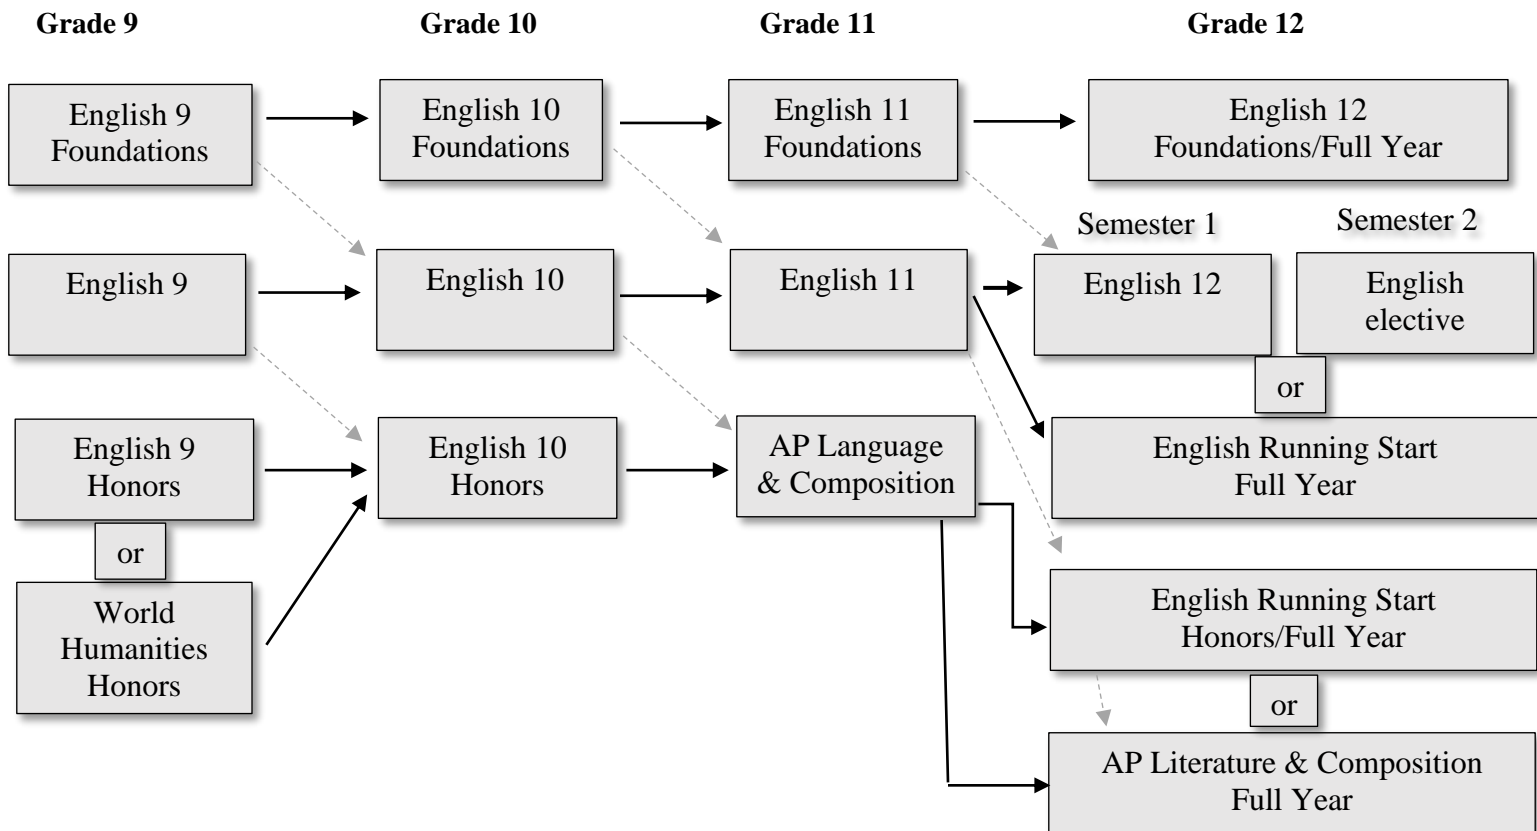 Grade 9
Grade 10
Grade 11
Grade 12
English 9
Foundations
English 10
Foundations
English 11
Foundations
English 12
Foundations/Full Year
Semester 1
Semester 2
English 9
English 10
English 11
English 12
English
elective
or
English 9
Honors
English 10
Honors
AP Language
& Composition
English Running Start
Full Year
or
World
Humanities
Honors
English Running Start
Honors/Full Year
or
AP Literature & Composition
Full Year